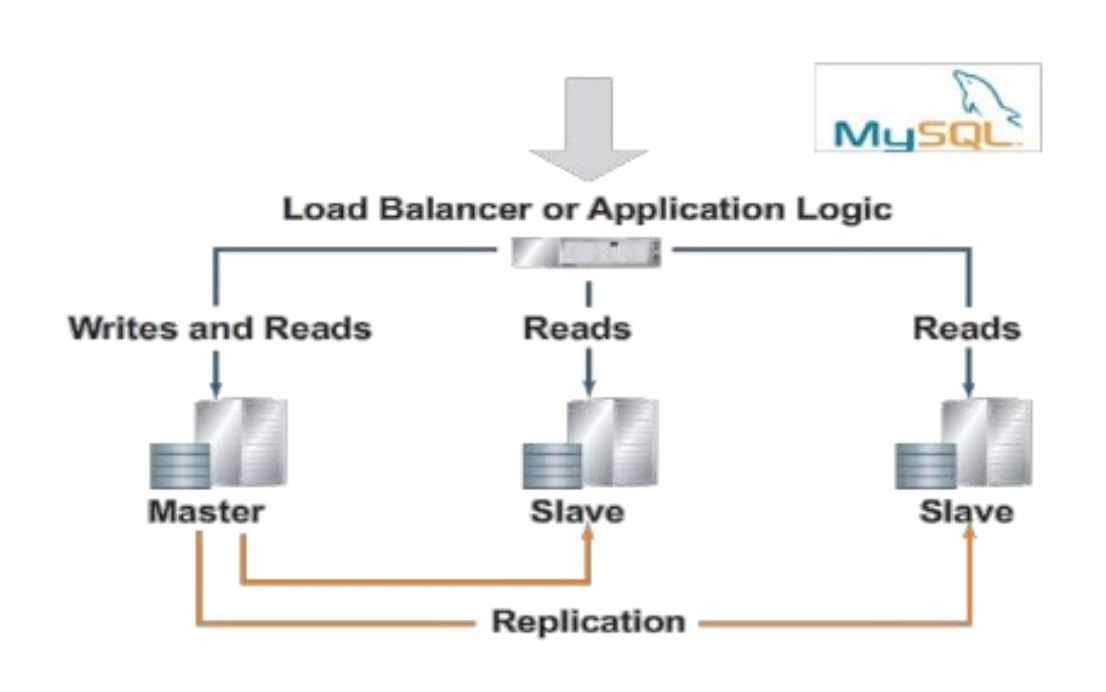 MySQL
Load Balancer or Application Logic
Writes and Reads
Reads
Reads
Master
Slave
Slave
Replication